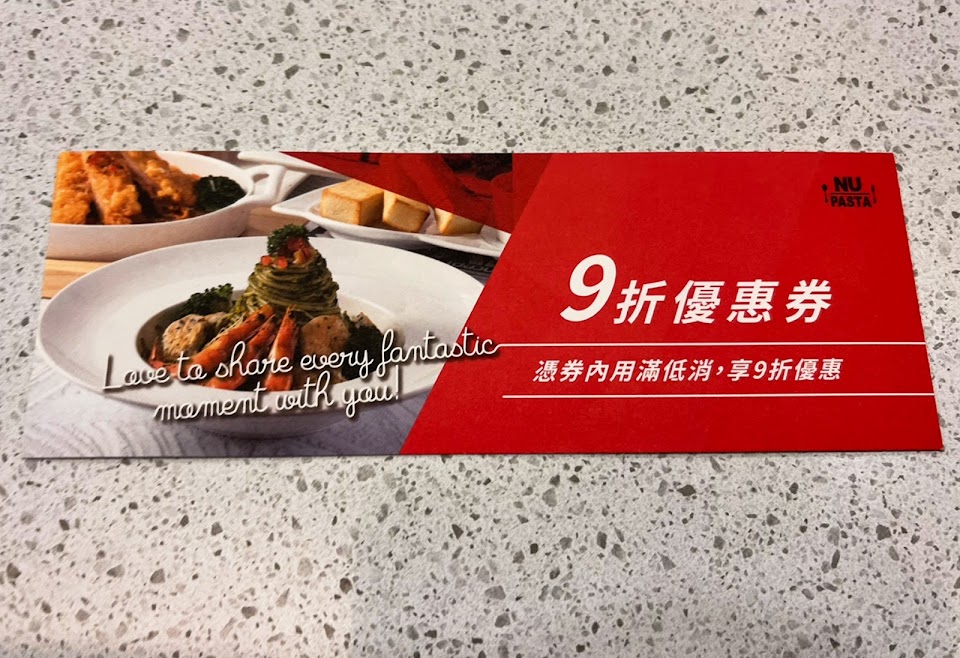 NU
PASTA
9折優惠券
憑券內用滿低消,享9折優惠
Love to share every fantastic
moment with you!